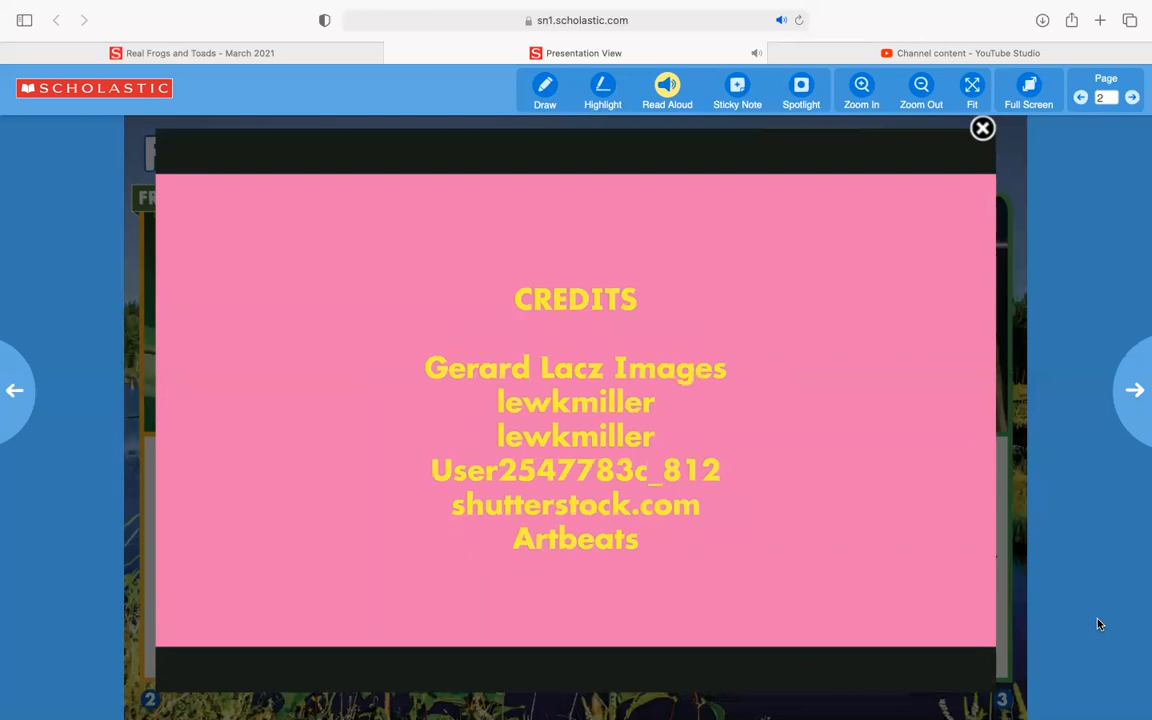 sn1.scholastic.com
Real Frogs and Toads - March 2021
Presentation View
Channel content - YouTube Studio
SCHOLASTIC
Draw
Highlight
Read Aloud
Sticky Note
Spotlight
Zoom In
Zoom Out
Fit
Full Screen
Page
2
FR
CREDITS
Gerard Lacz Images
lewkmiller
lewkmiller
User2547783c_812
shutterstock.com
Artbeats
2
3